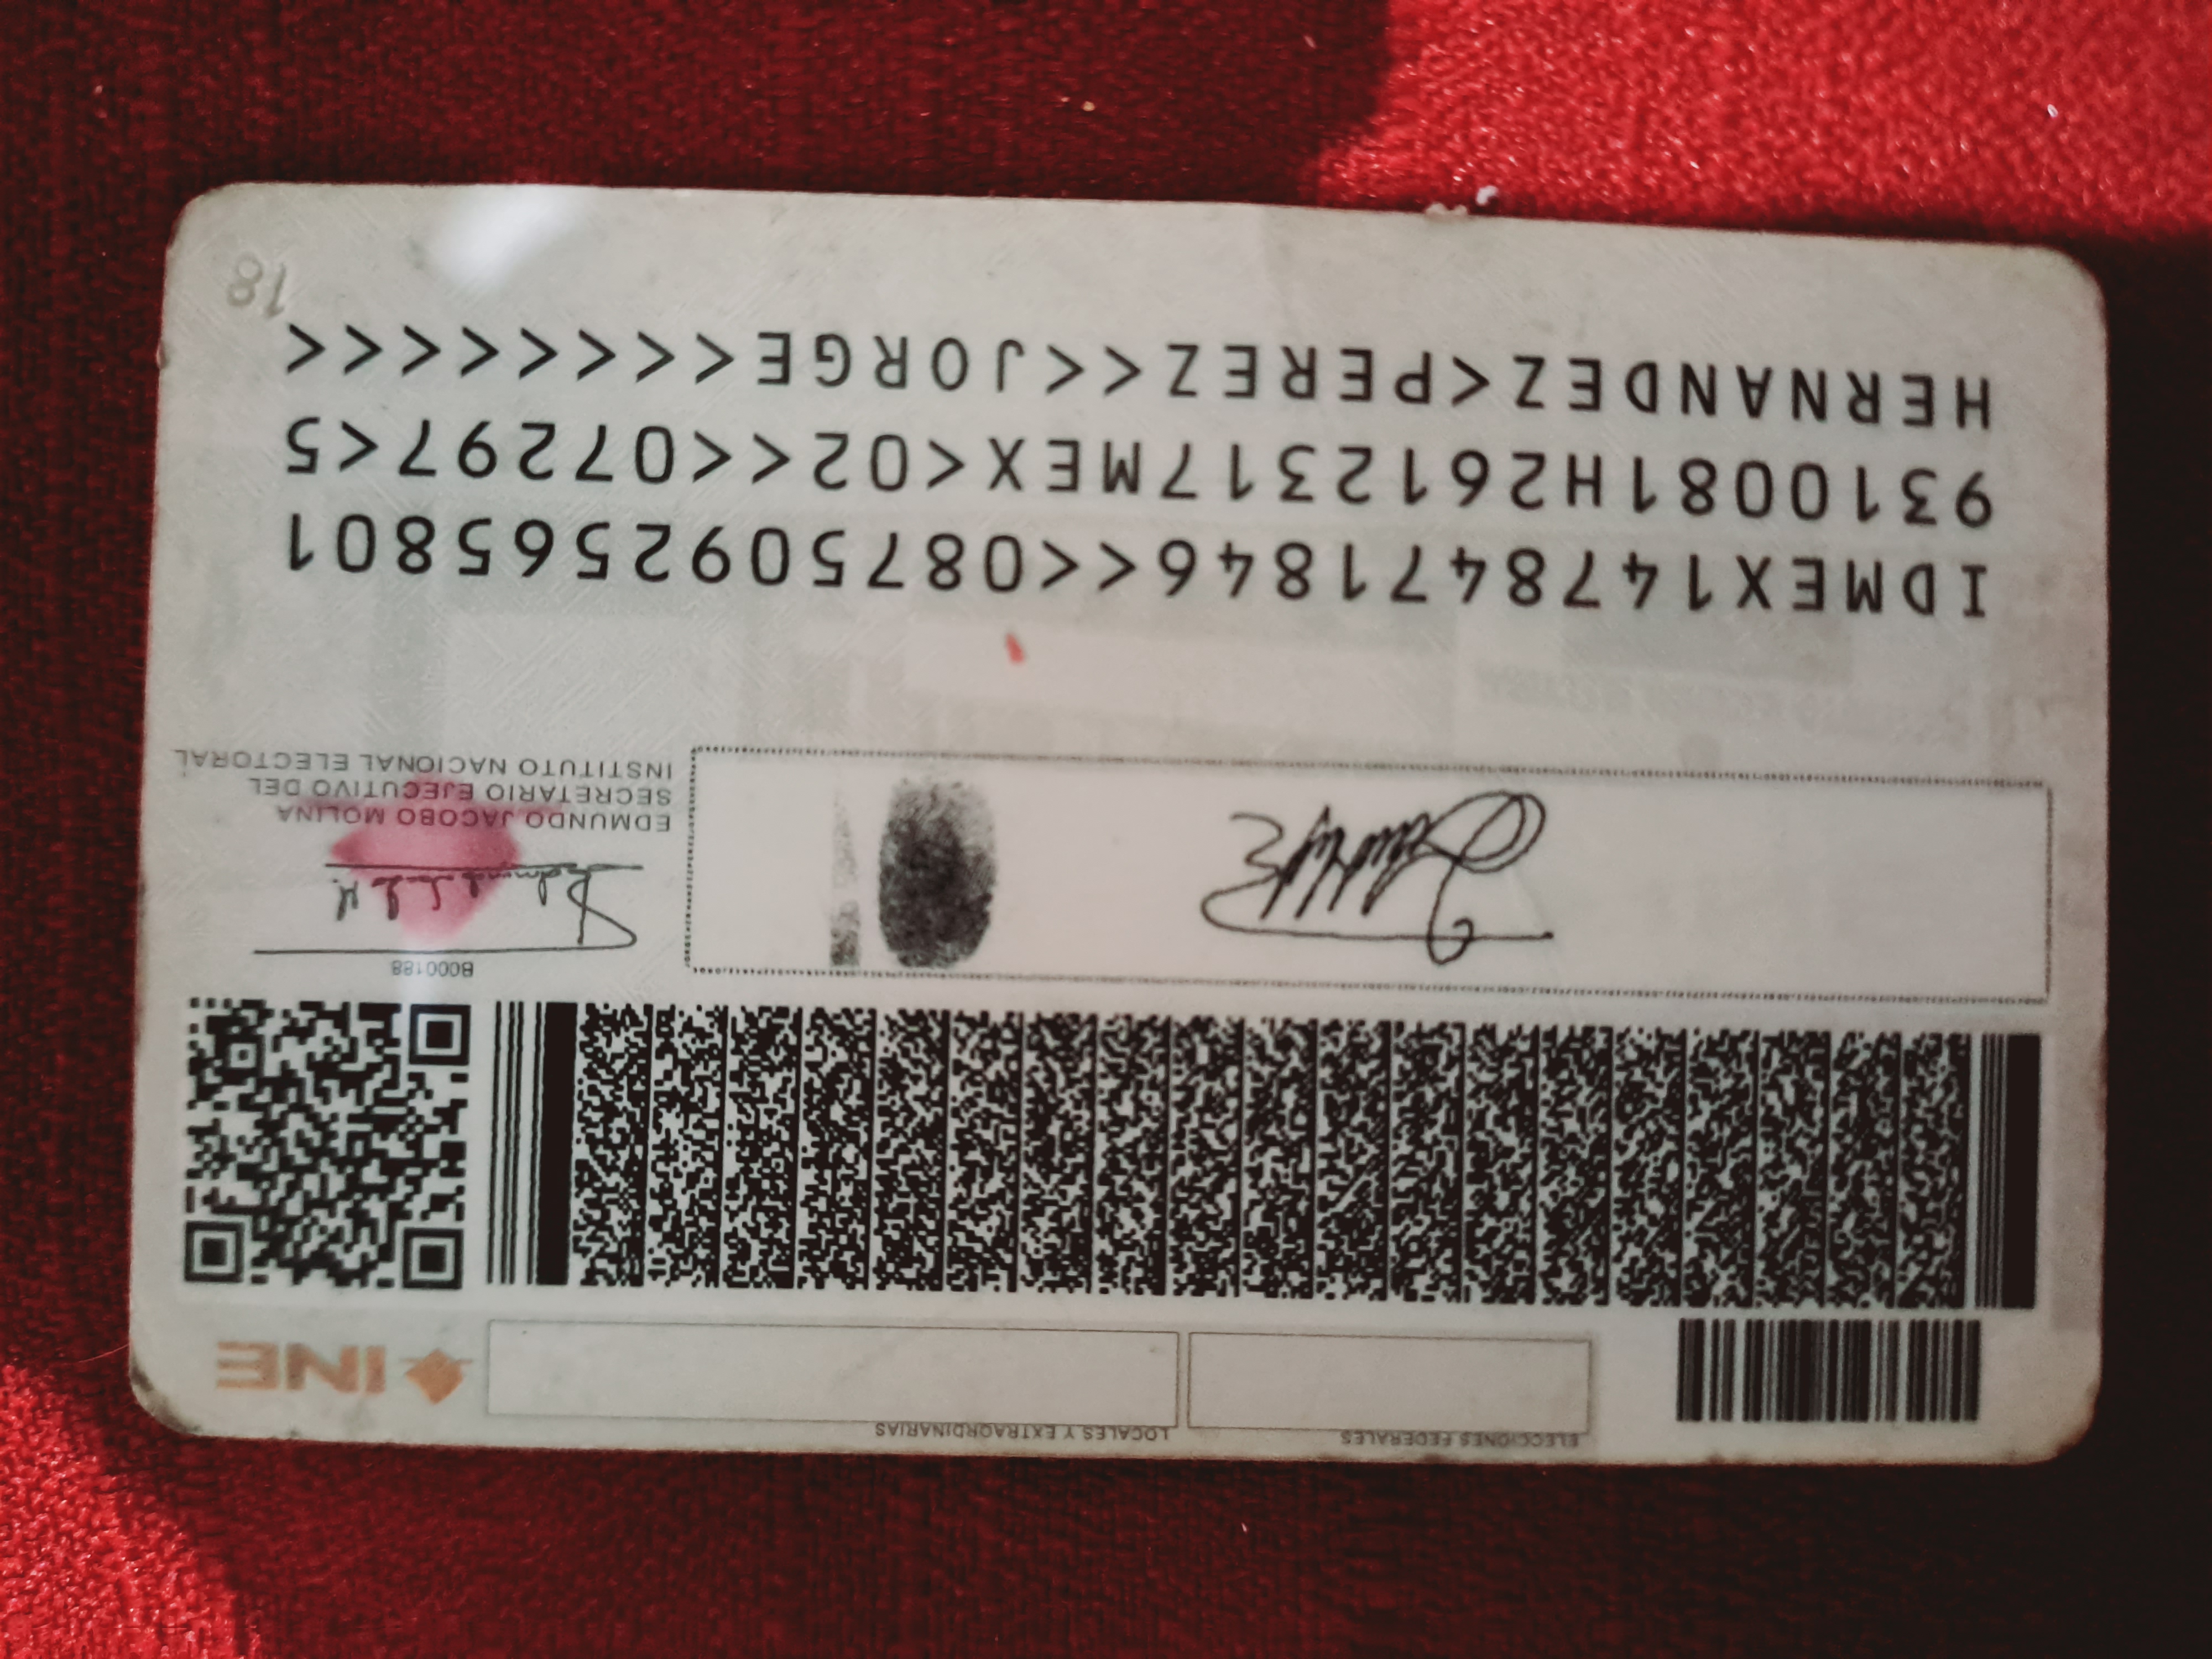 ELECCIONES FEDERALES
LOCALES Y EXTRAORDINARIAS
INE
B000188
EDMUNDO JACOBO MOLINA
SECRETARIO EJECUTIVO DEL
INSTITUTO NACIONAL ELECTORAL
IDMEX1478471846<<0875092565801
9310081H2612317MEX<02<<07297<5
HERNANDEZ<PEREZ<<JORGE<<<<<<<<
18